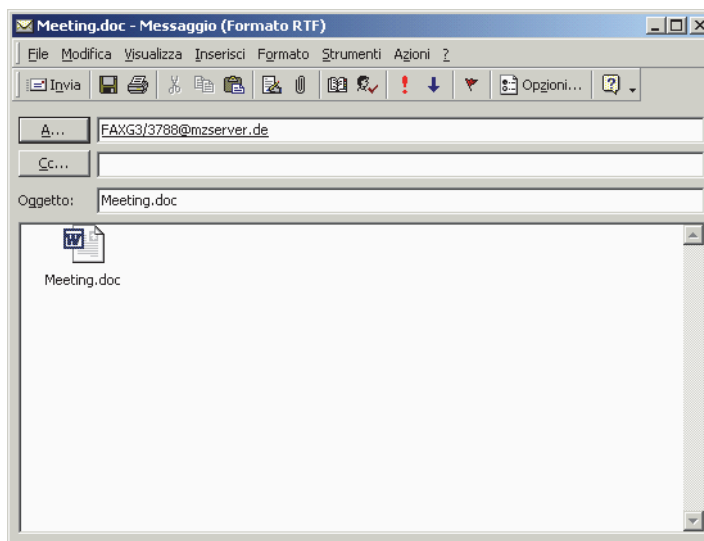 Meeting.doc - Messaggio (Formato RTF)
File Modifica Visualizza Inserisci Formato Strumenti Azioni ?
Invia Opzioni...
A... FAXG3/3788@mzserver.de
Cc...
Oggetto: Meeting.doc
W
Meeting.doc